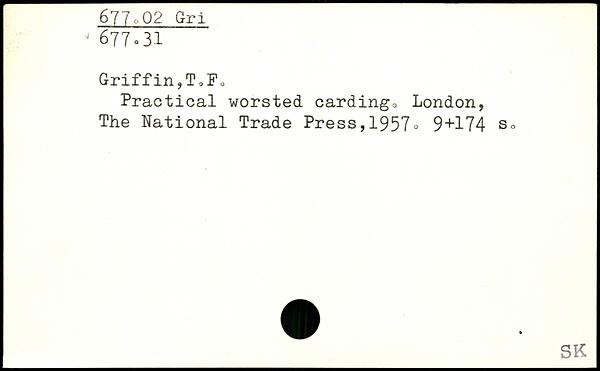 677.02 Gri
677.31
Griffin,T.F.
Practical worsted carding. London,
The National Trade Press,1957. 9+174 s.
SK